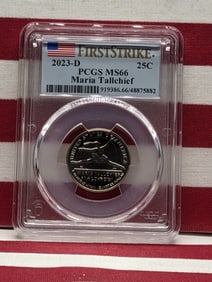 FIRSTSTRIKE.
2023-D 25C
PCGS MS66
Maria Tallchief
919386.66/48875882